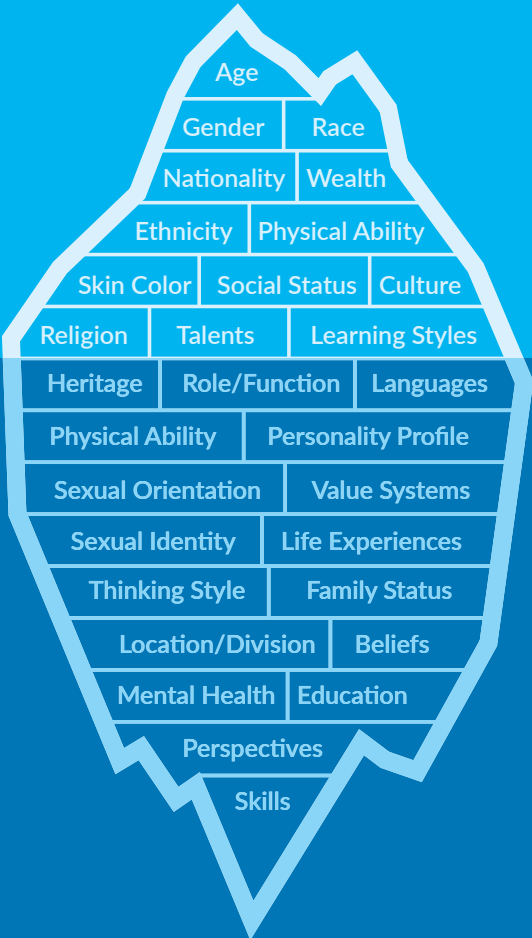 Age
Gender Race
Nationality Wealth
Ethnicity Physical Ability
Skin Color Social Status Culture
Religion Talents Learning Styles
Heritage Role/Function Languages
Physical Ability Personality Profile
Sexual Orientation Value Systems
Sexual Identity Life Experiences
Thinking Style Family Status
Location/Division Beliefs
Mental Health Education
Perspectives
Skills